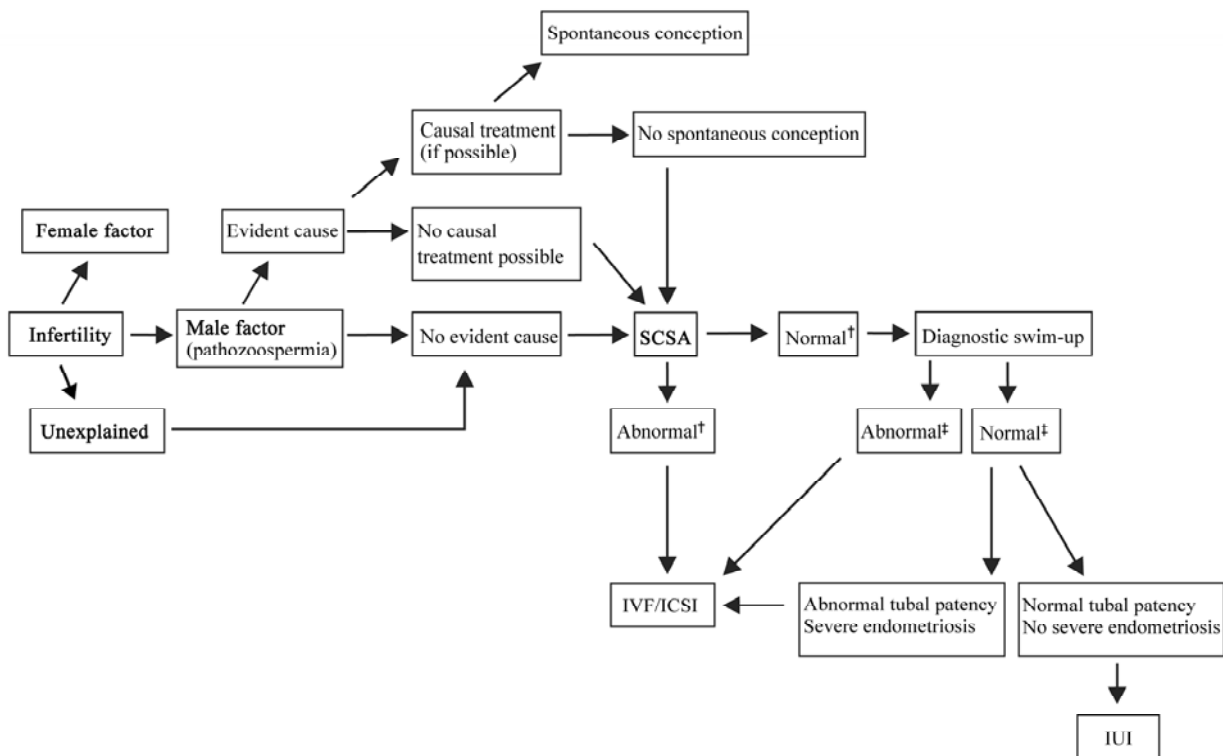 Spontaneous conception
Causal treatment
(if possible)
No spontaneous conception
Female factor
Evident cause
No causal
treatment possible
Infertility
Male factor
(pathozoospermia)
No evident cause
SCSA
Normal†
Diagnostic swim-up
Unexplained
Abnormal†
Abnormal‡
Normal‡
IVF/ICSI
Abnormal tubal patency
Severe endometriosis
Normal tubal patency
No severe endometriosis
IUI